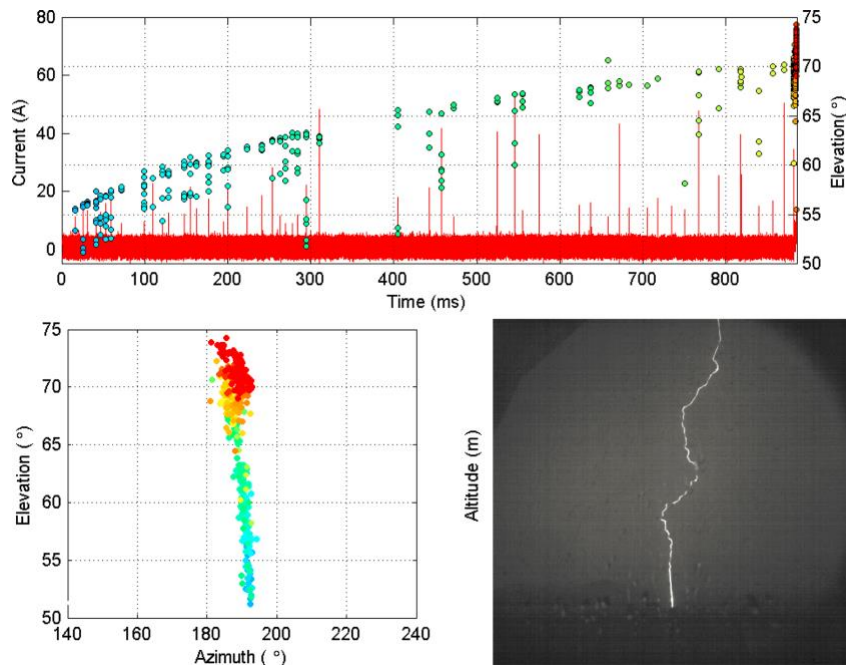 80
60
40
20
0
Current (A)
75
70
65
60
55
50
Elevation (°)
0 100 200 300 400 500 600 700 800
Time (ms)
75
70
65
60
55
50
Elevation ( °)
140 160 180 200 220 240
Azimuth ( °)
Altitude (m)